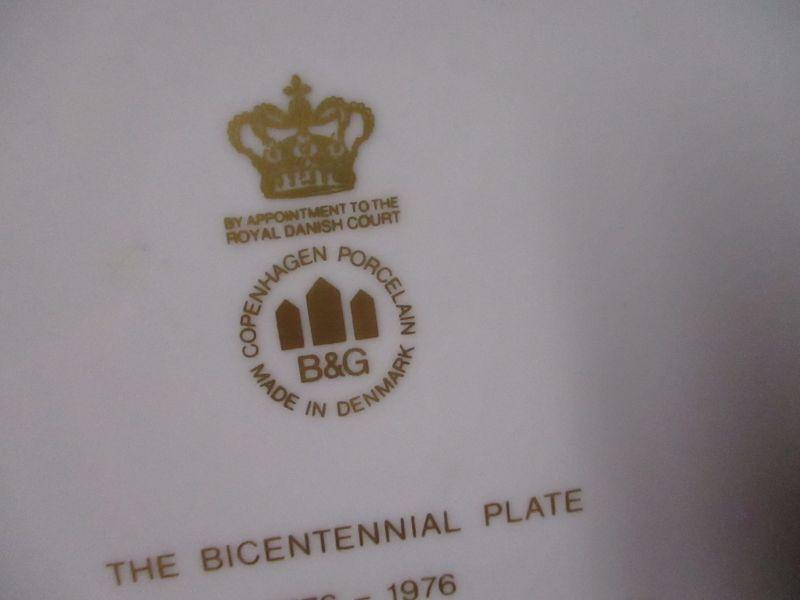 BY APPOINTMENT TO THE
ROYAL DANISH COURT
COPENHAGEN PORCELAIN
B&G
MADE IN DENMARK
THE BICENTENNIAL PLATE
– 1976